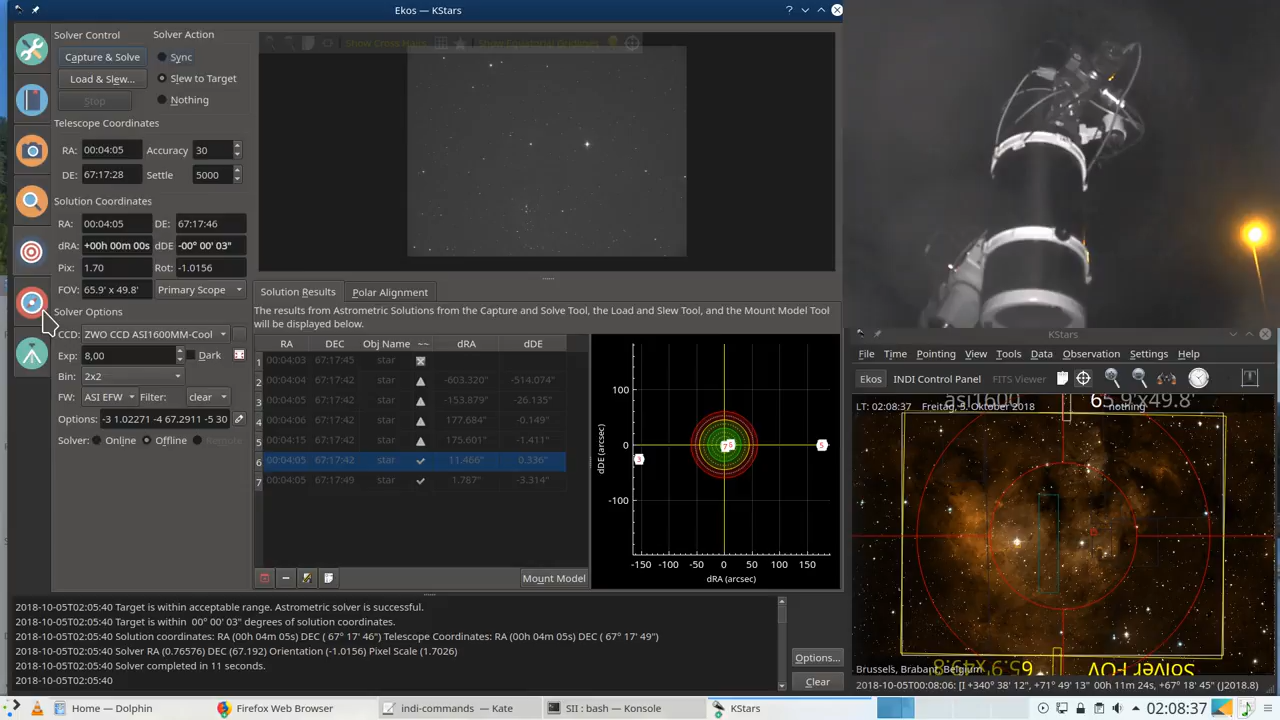 Ekos — KStars
Solver Control
Solver Action
Capture & Solve
Sync
Load & Slew...
Slew to Target
Stop
Nothing
Telescope Coordinates
RA: 00:04:05 Accuracy 30
DE: 67:17:28 Settle 5000
Solution Coordinates
RA: 00:04:05 DE: 67:17:46
dRA: +00h 00m 00s dDE -00° 00' 03"
Pix: 1.70 Rot: -1.0156
FOV: 65.9' x 49.8' Primary Scope
Solver Options
CCD: ZWO CCD ASI1600MM-Cool
Exp: 8,00 Dark
Bin: 2x2
FW: ASI EFW Filter: clear
Options: -3 1.02271 -4 67.2911 -5 30
Solver: Online Offline Remote
Show Cross Hairs
Show Equatorial Gridlines
Solution Results Polar Alignment
The results from Astrometric Solutions from the Capture and Solve Tool, the Load and Slew Tool, and the Mount Model Tool
will be displayed below.
RA DEC Obj Name ~~ dRA dDE
1 00:04:03 67:17:45 star
2 00:04:04 67:17:42 star -603.320" -514.074"
3 00:04:05 67:17:42 star -153.879" -26.135"
4 00:04:06 67:17:42 star 177.684" -0.149"
5 00:04:15 67:17:42 star 175.601" -1.411"
6 00:04:05 67:17:42 star 11.466" 0.336"
7 00:04:05 67:17:49 star 1.787" -3.314"
Mount Model
dDE (arcsec)
100
0
-100
-150 -100 -50 0 50 100 150
dRA (arcsec)
2018-10-05T02:05:40 Target is within acceptable range. Astrometric solver is successful.
2018-10-05T02:05:40 Target is within 00° 00' 03" degrees of solution coordinates.
2018-10-05T02:05:40 Solution coordinates: RA (00h 04m 05s) DEC ( 67° 17' 46") Telescope Coordinates: RA (00h 04m 05s) DEC ( 67° 17' 49")
2018-10-05T02:05:40 Solver RA (0.76576) DEC (67.192) Orientation (-1.0156) Pixel Scale (1.7026)
2018-10-05T02:05:40 Solver completed in 11 seconds.
2018-10-05T02:05:40
Options...
Clear
KStars
File Time Pointing View Tools Data Observation Settings Help
Ekos INDI Control Panel FITS Viewer
asi1600 65.9'x49.8'
LT: 02:08:37 Freitag, 5. Oktober 2018 nothing
65.9'x49.8' Solver FOV
Brussels, Brabant, Belgium
2018-10-05T00:08:06 [I +340° 38' 12", +71° 49' 13" 00h 11m 24s, +67° 18' 45" (J2018.8)
Home — Dolphin
Firefox Web Browser
indi-commands — Kate
SII : bash — Konsole
KStars
02:08:37